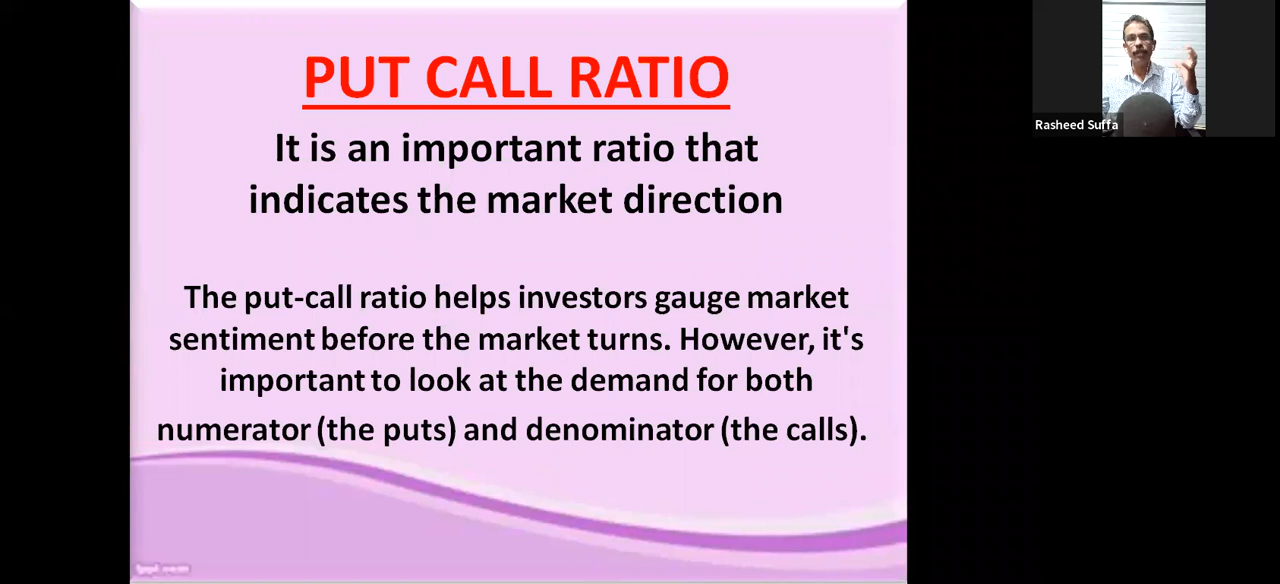 PUT CALL RATIO
It is an important ratio that
indicates the market direction
The put-call ratio helps investors gauge market
sentiment before the market turns. However, it's
important to look at the demand for both
numerator (the puts) and denominator (the calls).
Rasheed Suffa